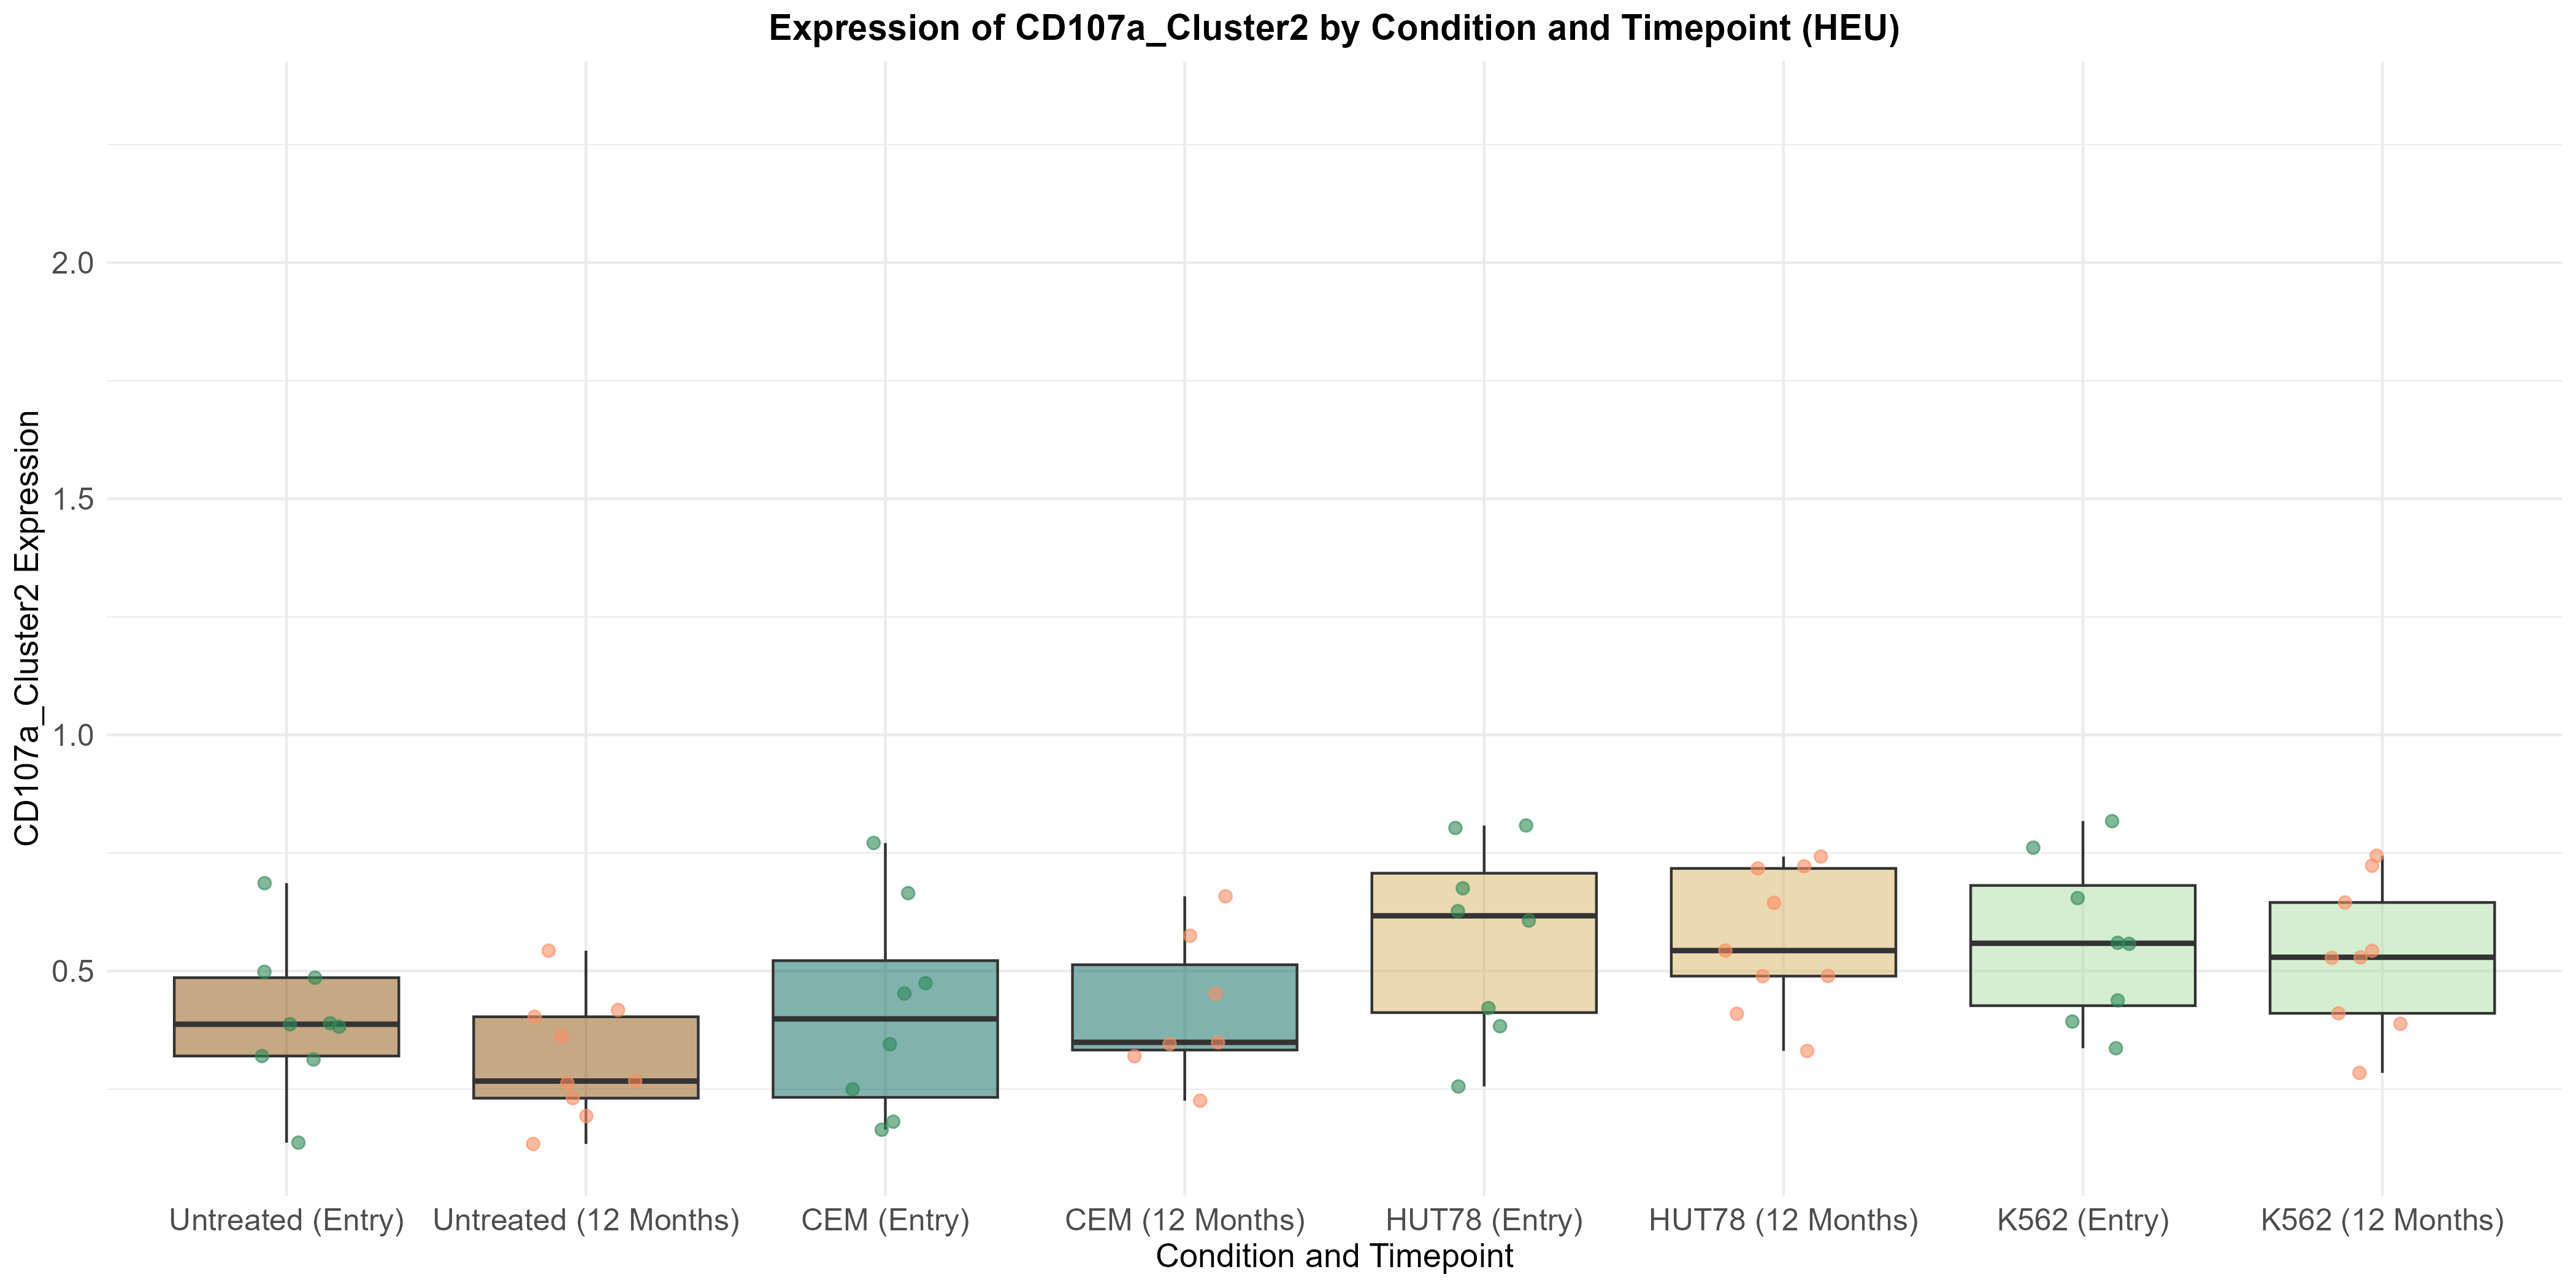 Expression of CD107a_Cluster2 by Condition and Timepoint (HEU)
CD107a_Cluster2 Expression
2.0
1.5
1.0
0.5
Untreated (Entry)
Untreated (12 Months)
CEM (Entry)
CEM (12 Months)
HUT78 (Entry)
HUT78 (12 Months)
K562 (Entry)
K562 (12 Months)
Condition and Timepoint